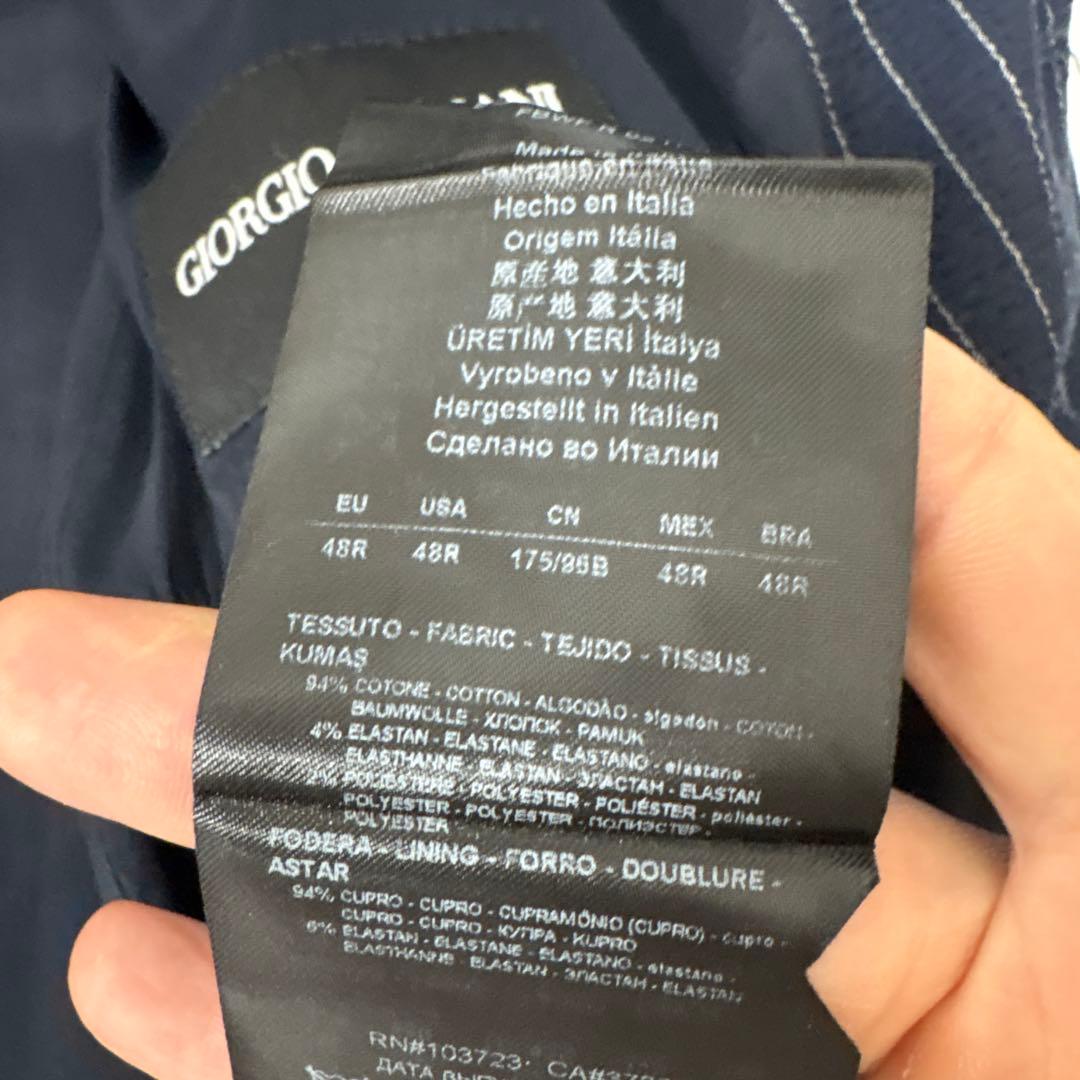 GIORGIO
Made
Fabriqué en Italie
Hecho en Italia
Origem Itália
原産地 意大利
原产地 意大利
ÜRETİM YERİ İtalya
Vyrobeno v Itálie
Hergestellt in Italien
Сделано во Италии
EU USA CN MEX BRA
48R 48R 175/96B 48R 48R
TESSUTO - FABRIC - TEJIDO - TISSUS -
KUMAŞ
94% COTONE - COTTON - ALGODÃO - algodón - COTON -
BAUMWOLLE - ХЛОПОК - PAMUK
4% ELASTAN - ELASTANE - ELASTANO - elastano -
ELASTHANNE - ELASTAN - ЭЛАСТАН - ELASTAN
2% POLIESTERE - POLYESTER - POLIÉSTER - poliéster -
POLYESTER - POLYESTER - ПОЛИЭСТЕР -
POLYESTER
FODERA - LINING - FORRO - DOUBLURE -
ASTAR
94% CUPRO - CUPRO - CUPRAMÔNIO (CUPRO) - cupro -
CUPRO - CUPRO - КУПРА - KUPRO
6% ELASTAN - ELASTANE - ELASTANO - elastano -
ELASTHANNE - ELASTAN - ЭЛАСТАН - ELASTAN
RN#103723
ДАТА